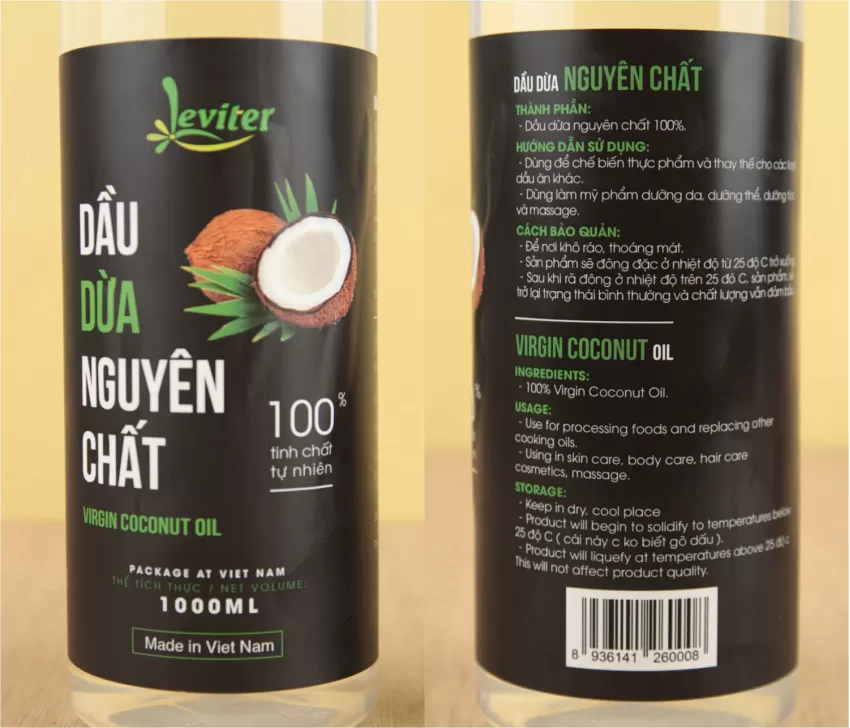 Leviter
DẦU
DỪA
NGUYÊN
CHẤT
100%
tinh chất
tự nhiên
VIRGIN COCONUT OIL
PACKAGE AT VIET NAM
THỂ TÍCH THỰC / NET VOLUME:
1000ML
Made in Viet Nam
DẦU DỪA NGUYÊN CHẤT
THÀNH PHẦN:
- Dầu dừa nguyên chất 100%.
HƯỚNG DẪN SỬ DỤNG:
- Dùng để chế biến thực phẩm và thay thế cho các loại
dầu ăn khác.
- Dùng làm mỹ phẩm dưỡng da, dưỡng thể, dưỡng tóc
và massage.
CÁCH BẢO QUẢN:
- Để nơi khô ráo, thoáng mát.
- Sản phẩm sẽ đông đặc ở nhiệt độ từ 25 độ C trở xuống
- Sau khi rã đông ở nhiệt độ trên 25 độ C, sản phẩm sẽ
trở lại trạng thái bình thường và chất lượng vẫn đảm bảo
VIRGIN COCONUT OIL
INGREDIENTS:
- 100% Virgin Coconut Oil.
USAGE:
- Use for processing foods and replacing other
cooking oils.
- Using in skin care, body care, hair care
cosmetics, massage.
STORAGE:
- Keep in dry, cool place
- Product will begin to solidify to temperatures below
25 độ C ( cái này c ko biết gõ dấu ).
- Product will liquefy at temperatures above 25 độ c
This will not affect product quality.
8 936141 260008